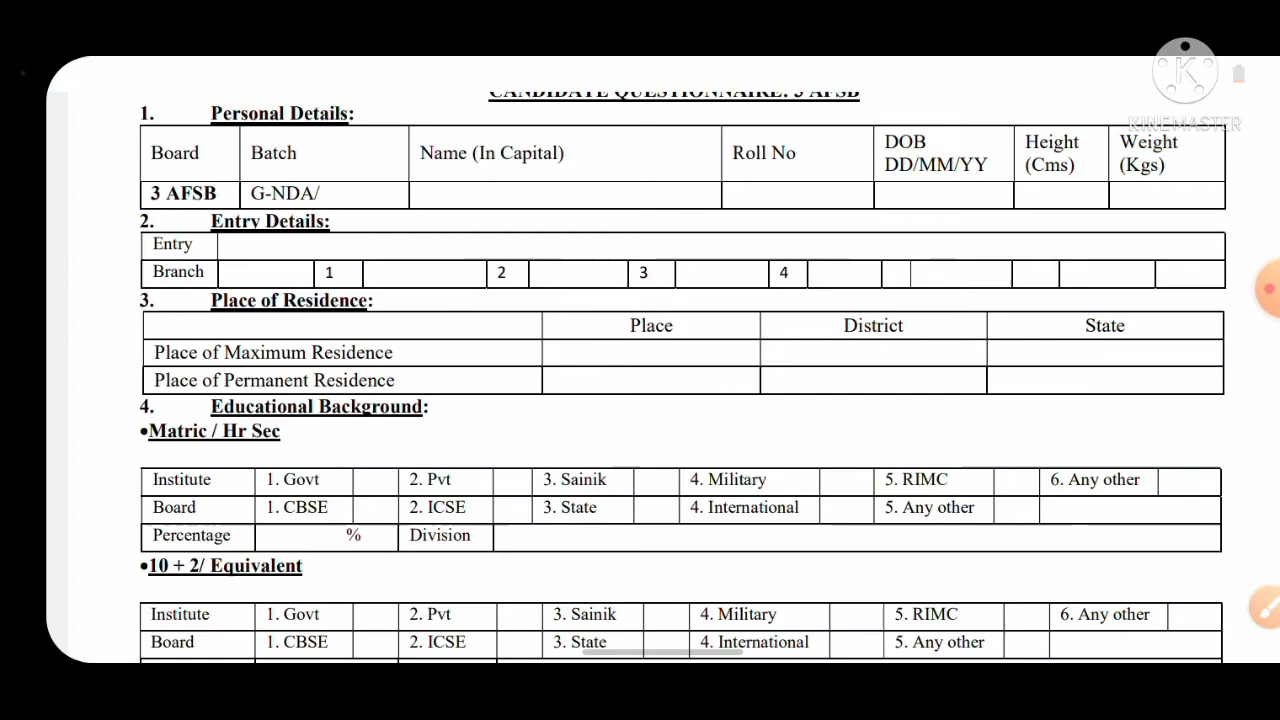 CANDIDATE QUESTIONNAIRE: 3 AFSB
KINEMASTER
1. Personal Details:
Board Batch Name (In Capital) Roll No DOB DD/MM/YY Height (Cms) Weight (Kgs)
3 AFSB G-NDA/
2. Entry Details:
Entry
Branch 1 2 3 4
3. Place of Residence:
Place District State
Place of Maximum Residence
Place of Permanent Residence
4. Educational Background:
•Matric / Hr Sec
Institute 1. Govt 2. Pvt 3. Sainik 4. Military 5. RIMC 6. Any other
Board 1. CBSE 2. ICSE 3. State 4. International 5. Any other
Percentage % Division
•10 + 2/ Equivalent
Institute 1. Govt 2. Pvt 3. Sainik 4. Military 5. RIMC 6. Any other
Board 1. CBSE 2. ICSE 3. State 4. International 5. Any other